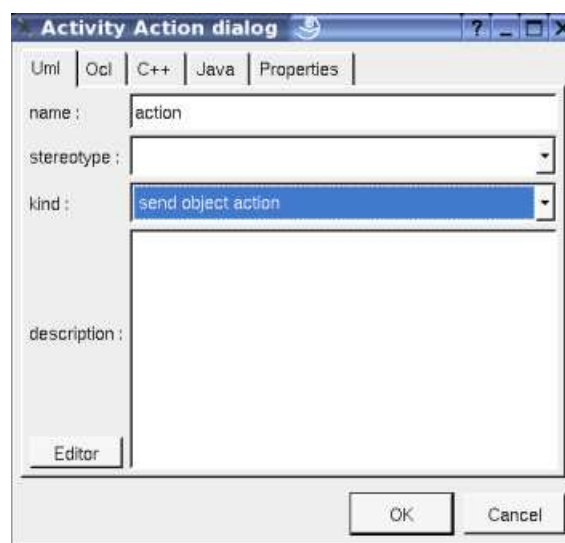 Activity Action dialog ? _ □ X
Uml Ocl C++ Java Properties
name : action
stereotype :
kind : send object action
description :
Editor
OK Cancel